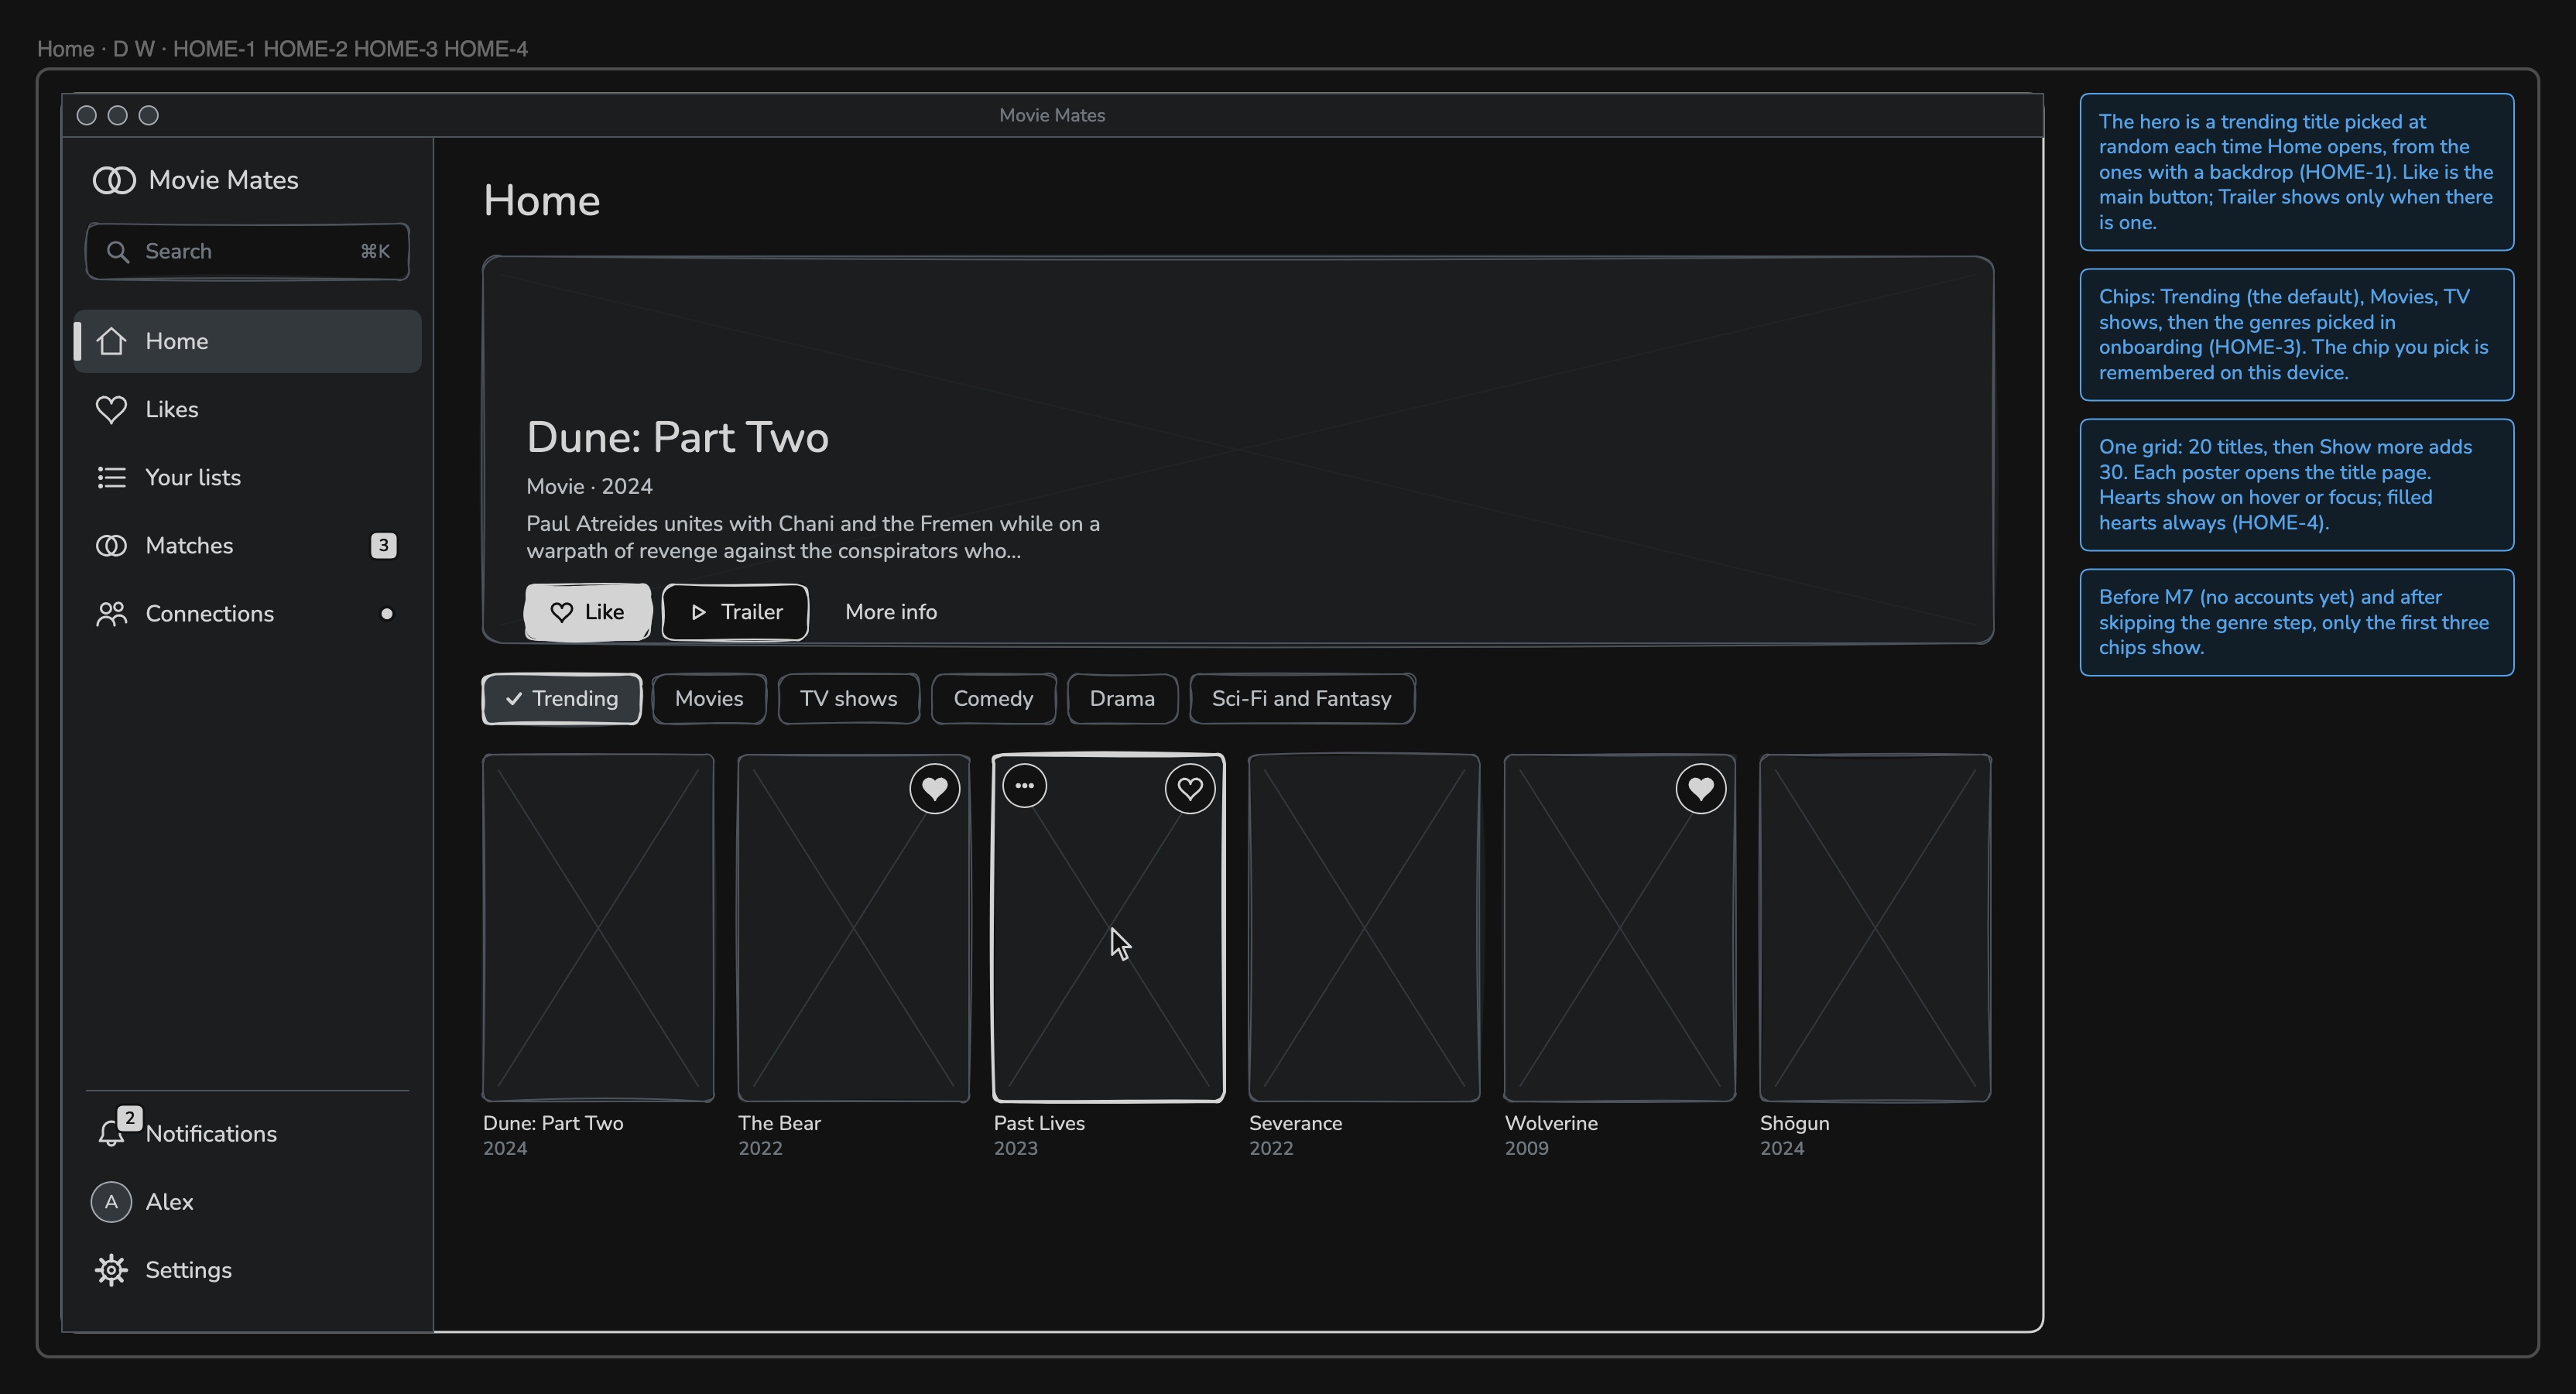 Home · D W · HOME-1 HOME-2 HOME-3 HOME-4
Movie Mates
Movie Mates
Search ⌘K
Home
Likes
Your lists
Matches 3
Connections
2
Notifications
A Alex
Settings
Home
Dune: Part Two
Movie · 2024
Paul Atreides unites with Chani and the Fremen while on a
warpath of revenge against the conspirators who...
Like Trailer More info
Trending Movies TV shows Comedy Drama Sci-Fi and Fantasy
Dune: Part Two
2024
The Bear
2022
Past Lives
2023
Severance
2022
Wolverine
2009
Shōgun
2024
The hero is a trending title picked at
random each time Home opens, from the
ones with a backdrop (HOME-1). Like is the
main button; Trailer shows only when there
is one.
Chips: Trending (the default), Movies, TV
shows, then the genres picked in
onboarding (HOME-3). The chip you pick is
remembered on this device.
One grid: 20 titles, then Show more adds
30. Each poster opens the title page.
Hearts show on hover or focus; filled
hearts always (HOME-4).
Before M7 (no accounts yet) and after
skipping the genre step, only the first three
chips show.